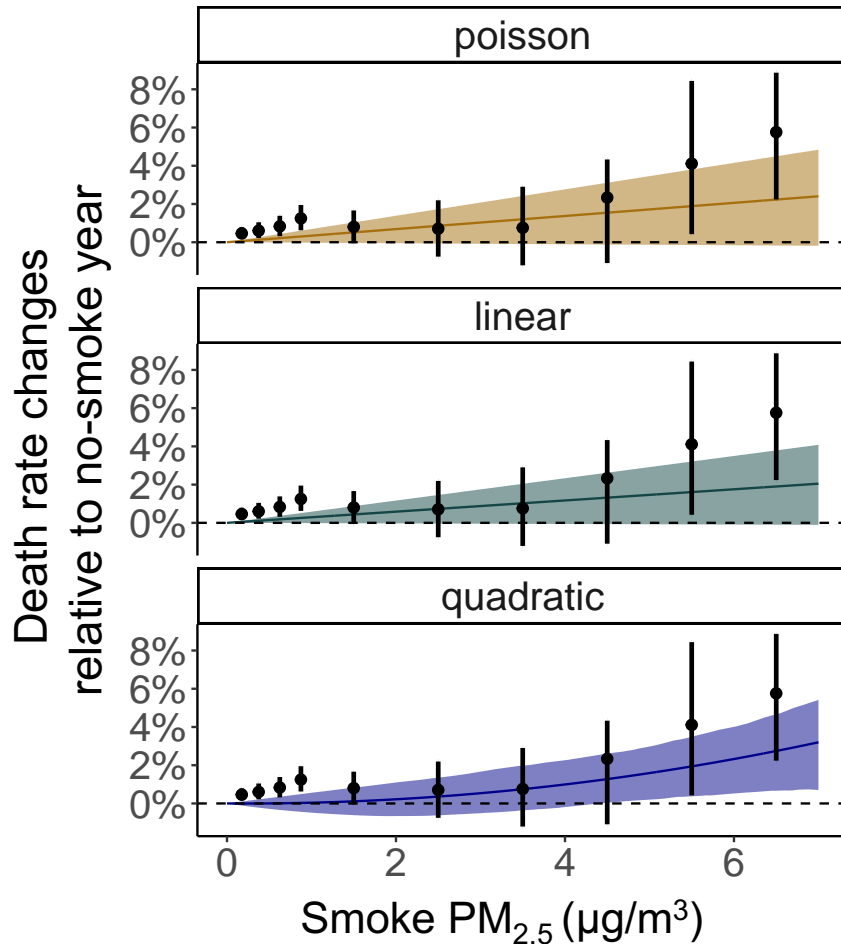 Death rate changes
relative to no-smoke year
poisson
8%
6%
4%
2%
0%
linear
8%
6%
4%
2%
0%
quadratic
8%
6%
4%
2%
0%
0 2 4 6
Smoke PM2.5 (µg/m³)